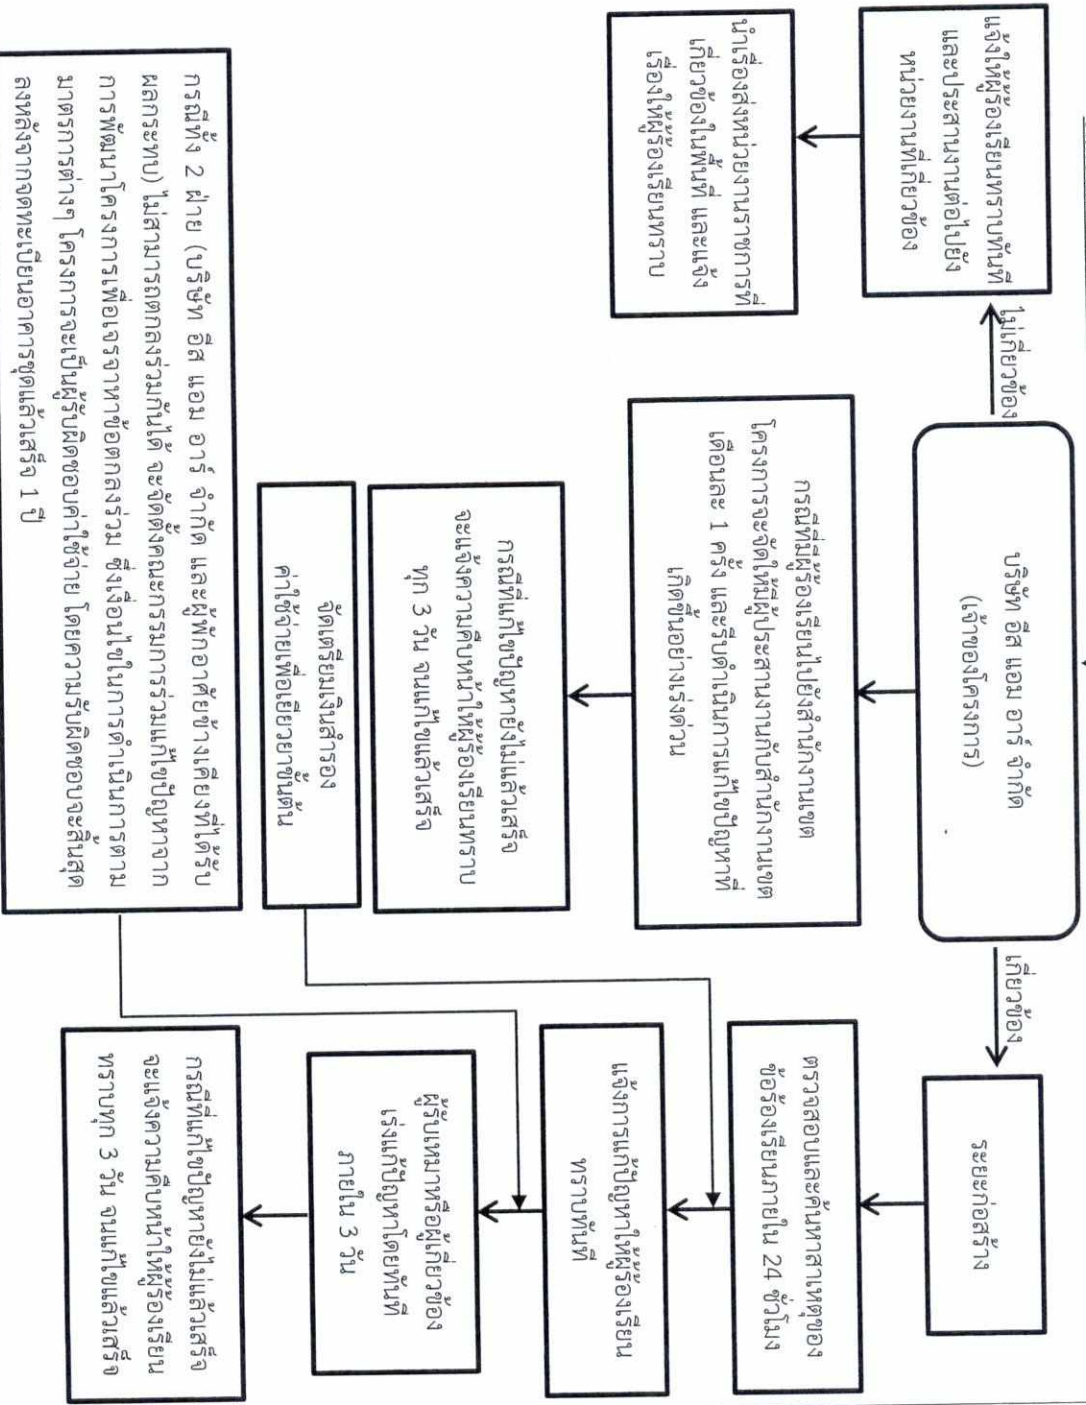 บริษัท อีส แอม อาร์ จำกัด
(เจ้าของโครงการ)
ไม่เกี่ยวข้อง
เกี่ยวข้อง
แจ้งให้ผู้ร้องเรียนทราบทันที
และประสานงานต่อไปยัง
หน่วยงานที่เกี่ยวข้อง
นำเรื่องส่งหน่วยงานราชการที่
เกี่ยวข้องในพื้นที่ และแจ้ง
เรื่องให้ผู้ร้องเรียนทราบ
กรณีที่มีผู้ร้องเรียนไปยังสำนักงานเขต
โครงการจะจัดให้มีผู้ประสานงานกับสำนักงานเขต
เดือนละ 1 ครั้ง และรีบดำเนินการแก้ไขปัญหาที่
เกิดขึ้นอย่างเร่งด่วน
กรณีที่แก้ไขปัญหายังไม่แล้วเสร็จ
จะแจ้งความคืบหน้าให้ผู้ร้องเรียนทราบ
ทุก 3 วัน จนแก้ไขแล้วเสร็จ
จัดเตรียมเงินสำรอง
ค่าใช้จ่ายเพื่อเยียวยาขั้นต้น
กรณีทั้ง 2 ฝ่าย (บริษัท อีส แอม อาร์ จำกัด และผู้พักอาศัยข้างเคียงที่ได้รับ
ผลกระทบ) ไม่สามารถตกลงร่วมกันได้ จะจัดตั้งคณะกรรมการร่วมแก้ไขปัญหาจาก
การพัฒนาโครงการเพื่อเจรจาหาข้อตกลงร่วม ซึ่งเงื่อนไขในการดำเนินการตาม
มาตรการต่างๆ โครงการจะเป็นผู้รับผิดชอบค่าใช้จ่าย โดยความรับผิดชอบจะสิ้นสุด
ลงหลังจากจดทะเบียนอาคารชุดแล้วเสร็จ 1 ปี
ระยะก่อสร้าง
ตรวจสอบและค้นหาสาเหตุของ
ข้อร้องเรียนภายใน 24 ชั่วโมง
แจ้งการแก้ปัญหาให้ผู้ร้องเรียน
ทราบทันที
ผู้รับเหมาหรือผู้เกี่ยวข้อง
เร่งแก้ปัญหาโดยทันที
ภายใน 3 วัน
กรณีที่แก้ไขปัญหายังไม่แล้วเสร็จ
จะแจ้งความคืบหน้าให้ผู้ร้องเรียน
ทราบทุก 3 วัน จนแก้ไขแล้วเสร็จ